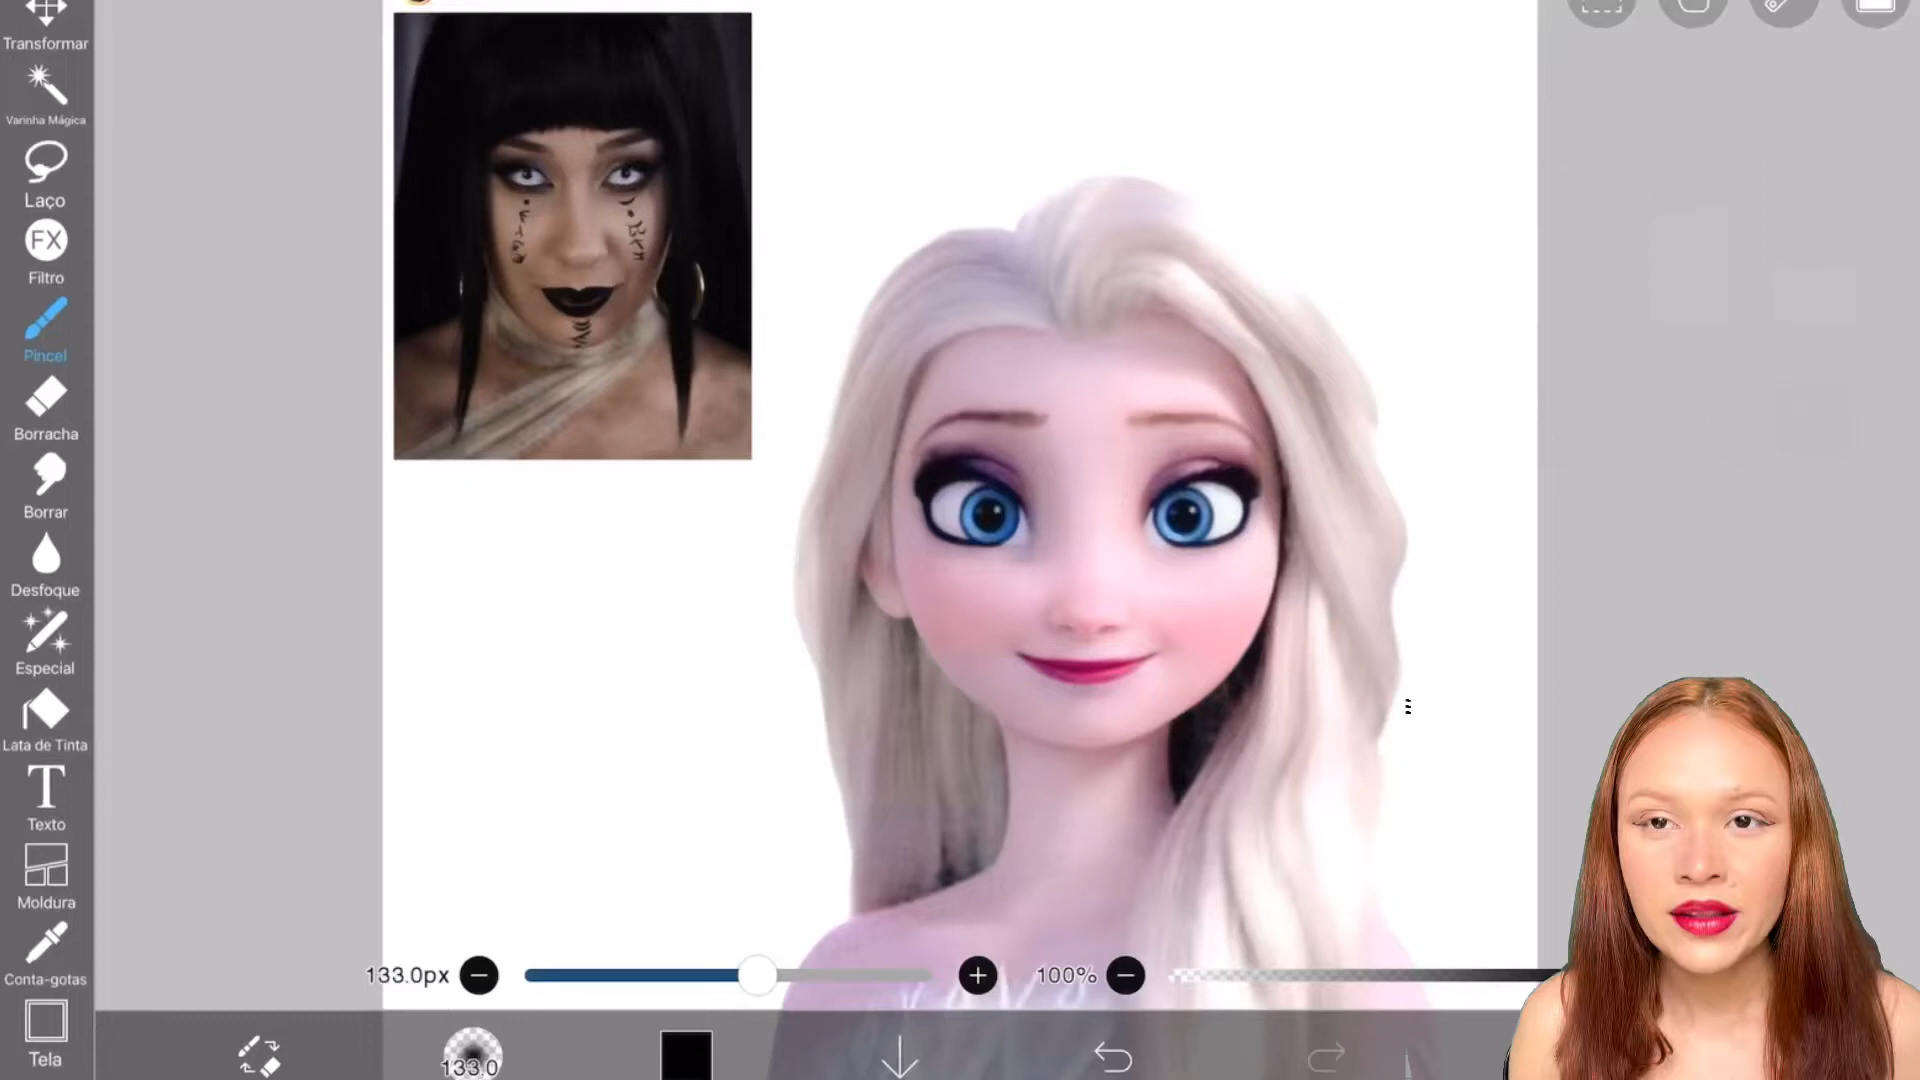 Transformar
Varinha Mágica
Laço
FX
Filtro
Pincel
Borracha
Borrar
Desfoque
Especial
Lata de Tinta
T
Texto
Moldura
Conta-gotas
Tela
133.0px
100%
133.0